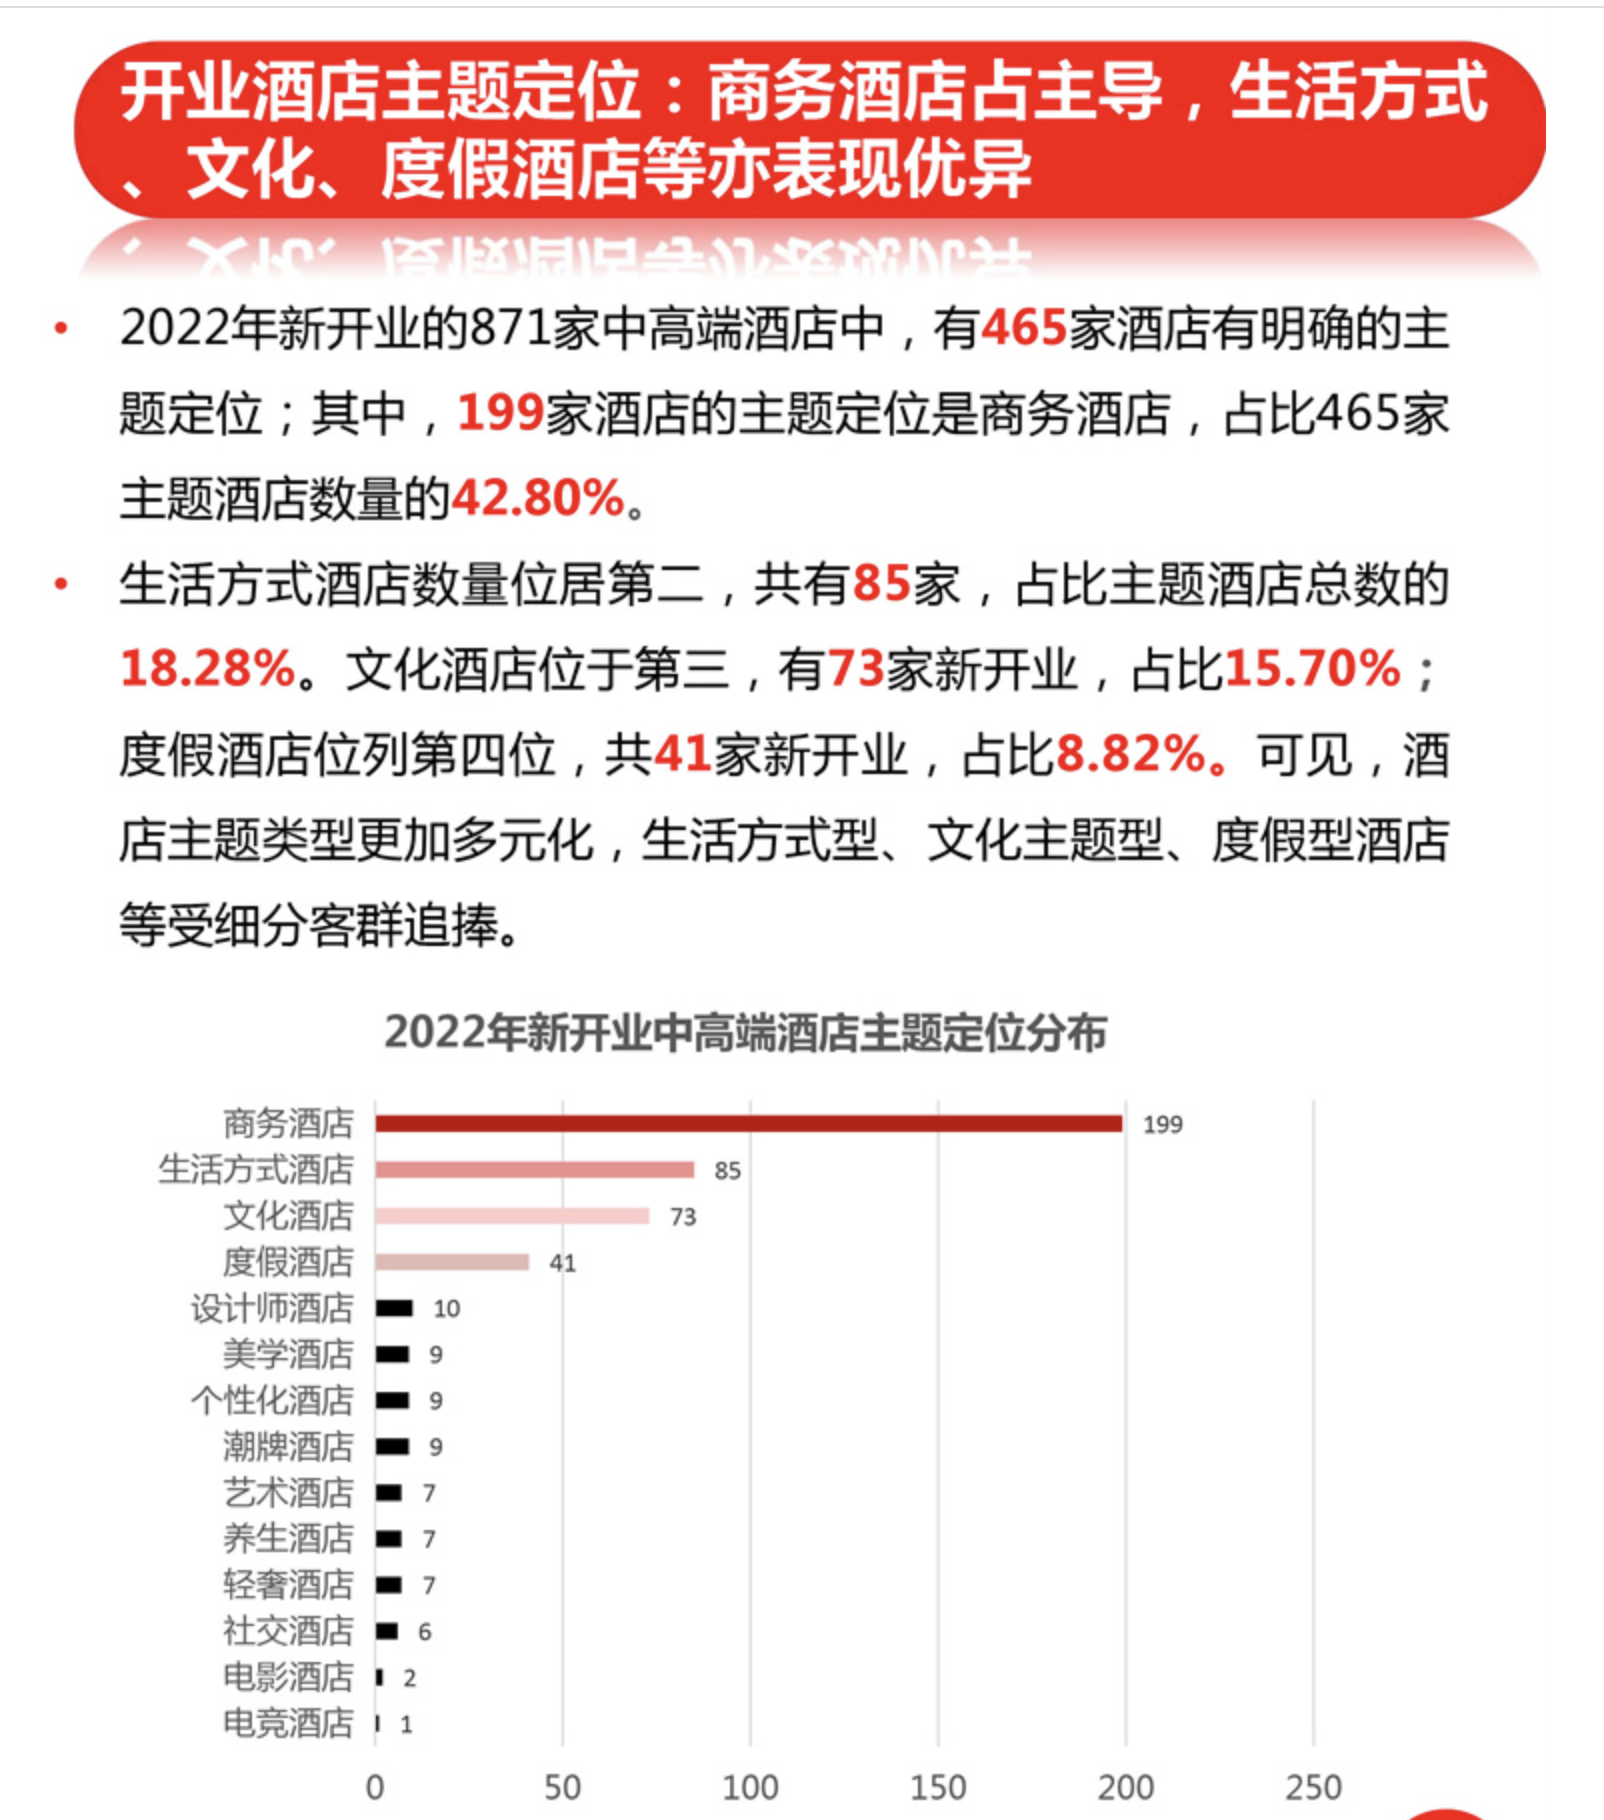 开业酒店主题定位：商务酒店占主导，生活方式
、文化、度假酒店等亦表现优异
• 2022年新开业的871家中高端酒店中，有465家酒店有明确的主
题定位；其中，199家酒店的主题定位是商务酒店，占比465家
主题酒店数量的42.80%。
• 生活方式酒店数量位居第二，共有85家，占比主题酒店总数的
18.28%。文化酒店位于第三，有73家新开业，占比15.70%；
度假酒店位列第四位，共41家新开业，占比8.82%。可见，酒
店主题类型更加多元化，生活方式型、文化主题型、度假型酒店
等受细分客群追捧。
2022年新开业中高端酒店主题定位分布
商务酒店 199
生活方式酒店 85
文化酒店 73
度假酒店 41
设计师酒店 10
美学酒店 9
个性化酒店 9
潮牌酒店 9
艺术酒店 7
养生酒店 7
轻奢酒店 7
社交酒店 6
电影酒店 2
电竞酒店 1
0 50 100 150 200 250